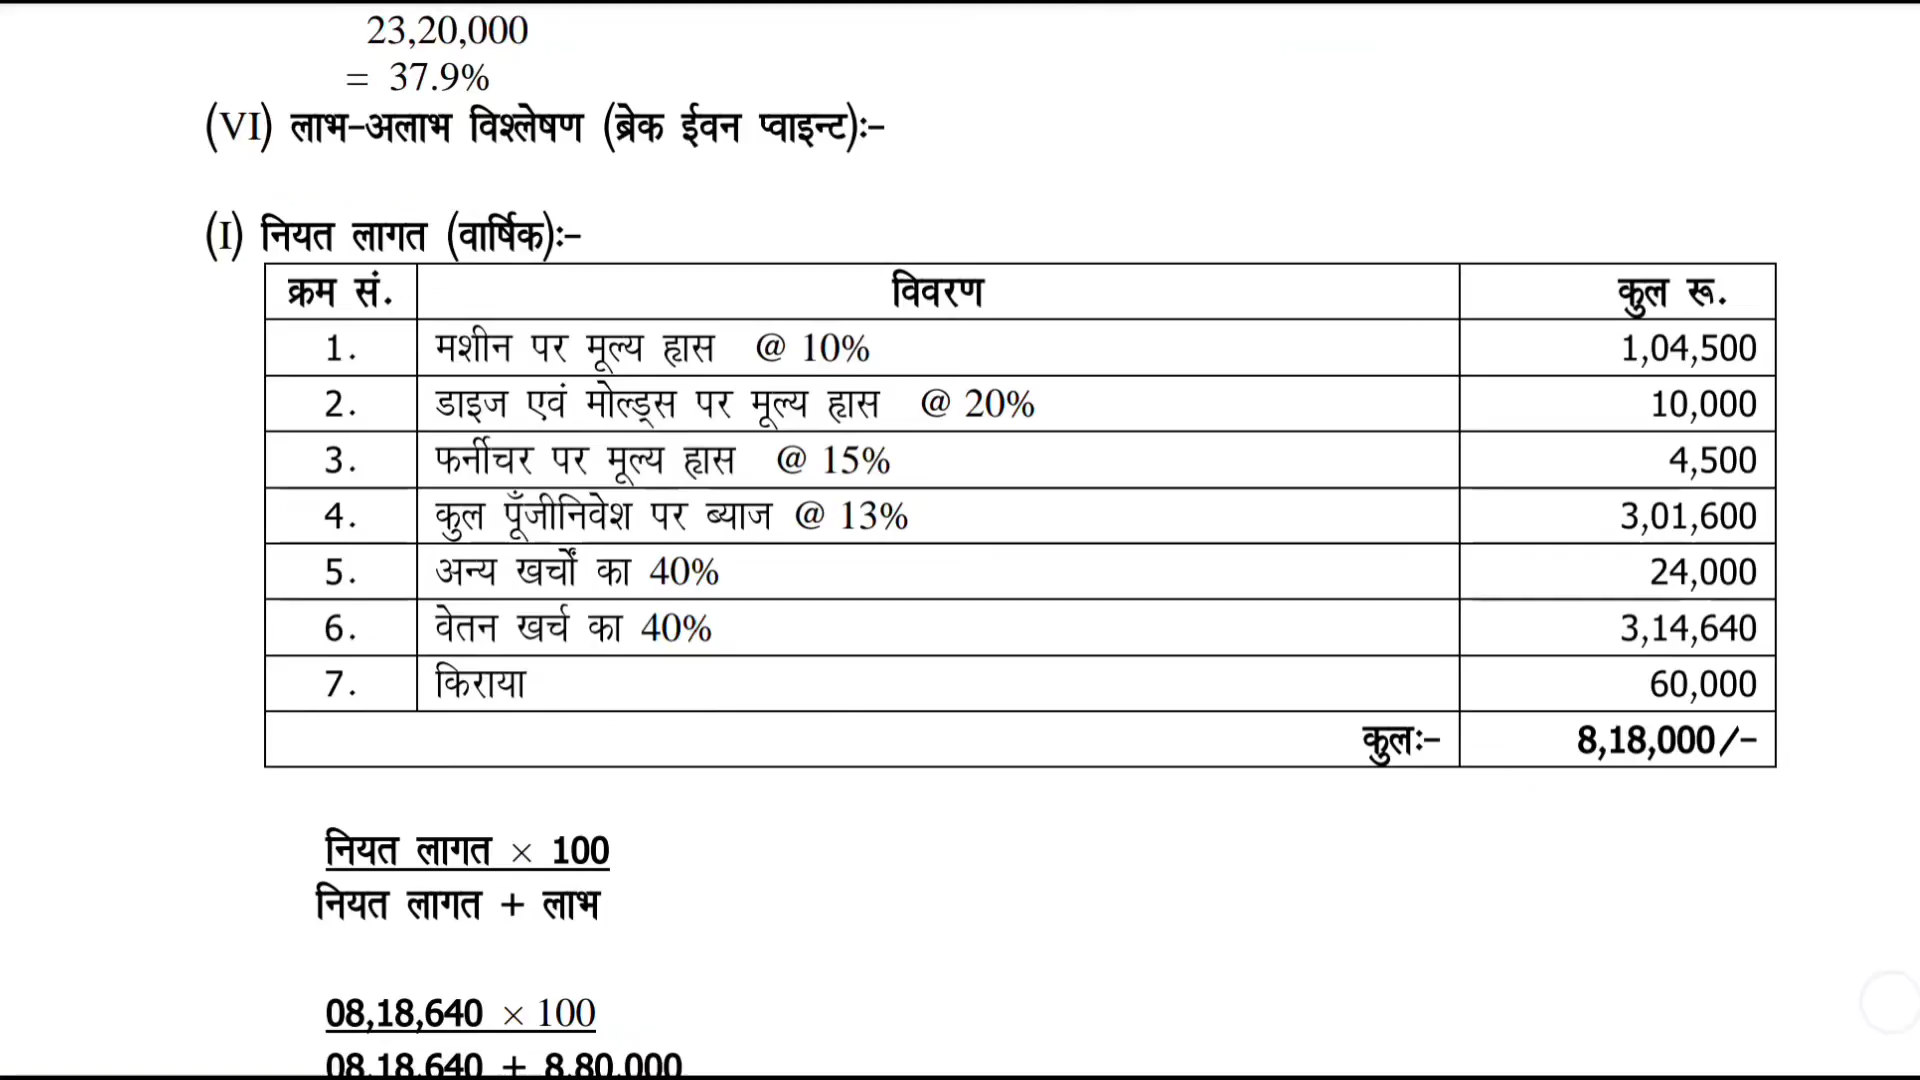 23,20,000
= 37.9%
(VI) लाभ-अलाभ विश्लेषण (ब्रेक ईवन प्वाइन्ट):-
(I) नियत लागत (वार्षिक):-
क्रम सं. विवरण कुल रू.
1. मशीन पर मूल्य ह्रास @ 10% 1,04,500
2. डाइज एवं मोल्ड्स पर मूल्य ह्रास @ 20% 10,000
3. फर्नीचर पर मूल्य ह्रास @ 15% 4,500
4. कुल पूँजीनिवेश पर ब्याज @ 13% 3,01,600
5. अन्य खर्चों का 40% 24,000
6. वेतन खर्च का 40% 3,14,640
7. किराया 60,000
कुल:- 8,18,000/-
नियत लागत × 100
नियत लागत + लाभ
08,18,640 × 100
08,18,640 + 8,80,000